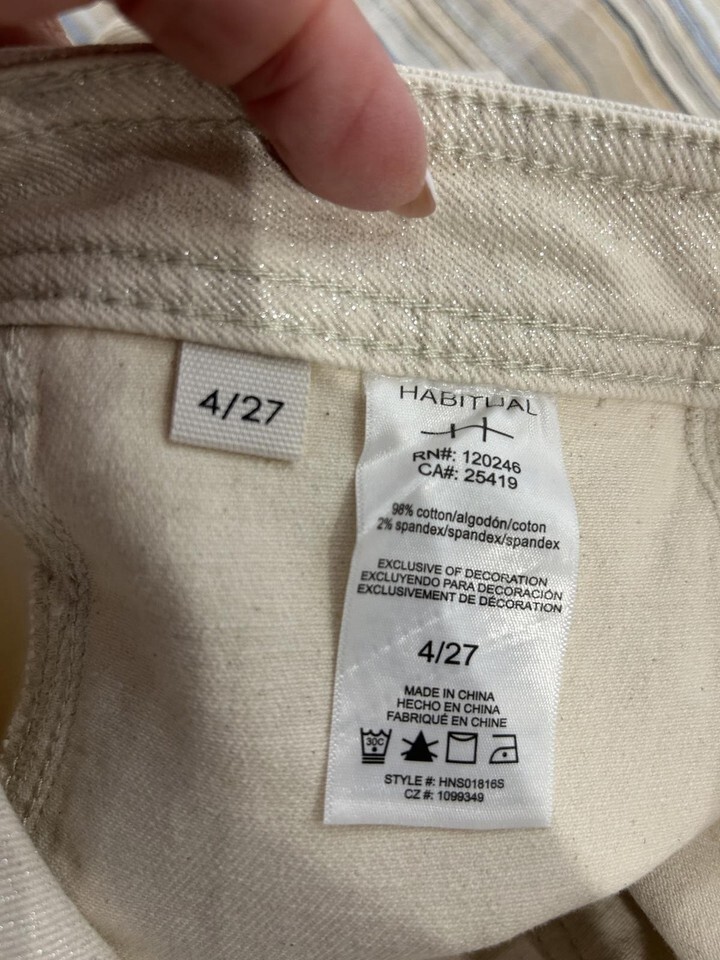 4/27
HABITUAL
RN#: 120246
CA#: 25419
98% cotton/algodón/coton
2% spandex/spandex/spandex
EXCLUSIVE OF DECORATION
EXCLUYENDO PARA DECORACIÓN
EXCLUSIVEMENT DE DÉCORATION
4/27
MADE IN CHINA
HECHO EN CHINA
FABRIQUÉ EN CHINE
30C
STYLE #: HNS01816S
CZ #: 1099349